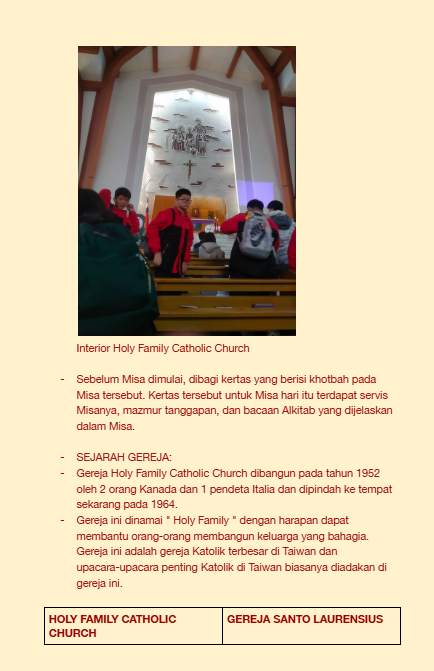 Interior Holy Family Catholic Church
- Sebelum Misa dimulai, dibagi kertas yang berisi khotbah pada
Misa tersebut. Kertas tersebut untuk Misa hari itu terdapat servis
Misanya, mazmur tanggapan, dan bacaan Alkitab yang dijelaskan
dalam Misa.
- SEJARAH GEREJA:
- Gereja Holy Family Catholic Church dibangun pada tahun 1952
oleh 2 orang Kanada dan 1 pendeta Italia dan dipindah ke tempat
sekarang pada 1964.
- Gereja ini dinamai " Holy Family " dengan harapan dapat
membantu orang-orang membangun keluarga yang bahagia.
Gereja ini adalah gereja Katolik terbesar di Taiwan dan
upacara-upacara penting Katolik di Taiwan biasanya diadakan di
gereja ini.
HOLY FAMILY CATHOLIC
CHURCH
GEREJA SANTO LAURENSIUS